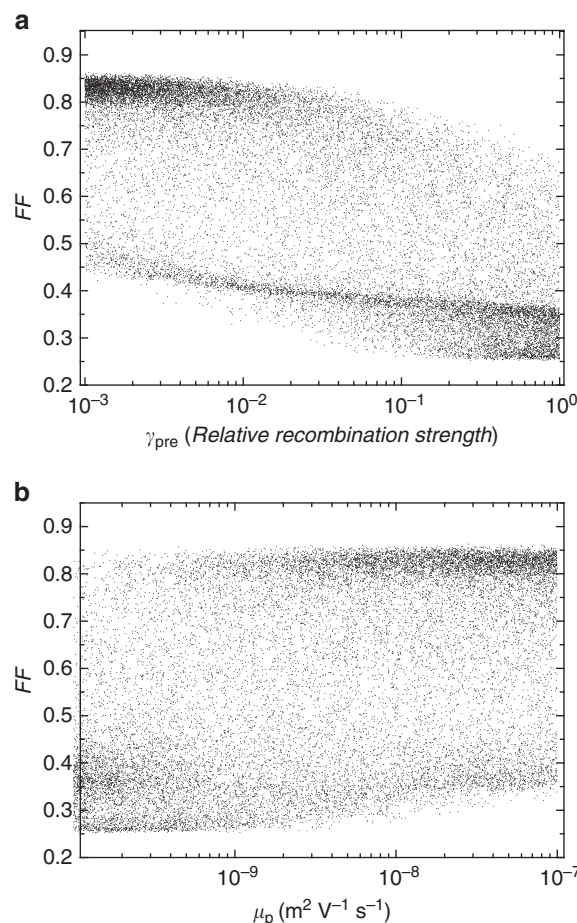 a
0.9
0.8
0.7
0.6
0.5
0.4
0.3
0.2
FF
10⁻³ 10⁻² 10⁻¹ 10⁰
γpre (Relative recombination strength)
b
0.9
0.8
0.7
0.6
0.5
0.4
0.3
0.2
FF
10⁻⁹ 10⁻⁸ 10⁻⁷
μp (m² V⁻¹ s⁻¹)